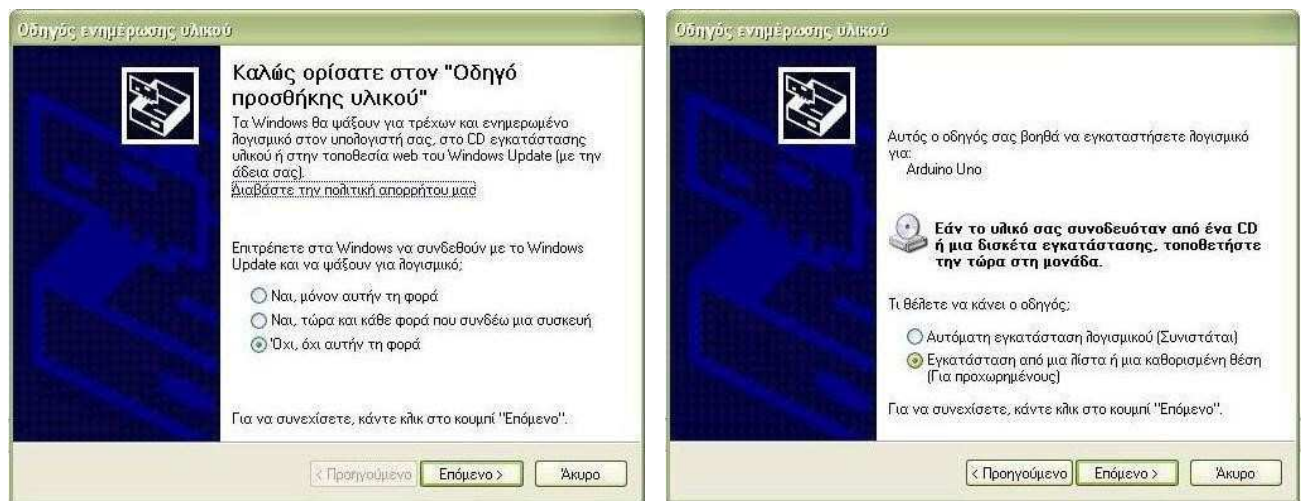 Οδηγός ενημέρωσης υλικού
Καλώς ορίσατε στον "Οδηγό
προσθήκης υλικού"
Τα Windows θα ψάξουν για τρέχων και ενημερωμένο
λογισμικό στον υπολογιστή σας, στο CD εγκατάστασης
υλικού ή στην τοποθεσία web του Windows Update (με την
άδεια σας).
Διαβάστε την πολιτική απορρήτου μας
Επιτρέπετε στα Windows να συνδεθούν με το Windows
Update και να ψάξουν για λογισμικό;
Ναι, μόνον αυτήν τη φορά
Ναι, τώρα και κάθε φορά που συνδέω μια συσκευή
Όχι, όχι αυτήν τη φορά
Για να συνεχίσετε, κάντε κλικ στο κουμπί "Επόμενο".
< Προηγούμενο Επόμενο > Άκυρο
Οδηγός ενημέρωσης υλικού
Αυτός ο οδηγός σας βοηθά να εγκαταστήσετε λογισμικό
για:
Arduino Uno
Εάν το υλικό σας συνοδευόταν από ένα CD
ή μια δισκέτα εγκατάστασης, τοποθετήστε
την τώρα στη μονάδα.
Τι θέλετε να κάνει ο οδηγός;
Αυτόματη εγκατάσταση λογισμικού (Συνιστάται)
Εγκατάσταση από μια λίστα ή μια καθορισμένη θέση
(Για προχωρημένους)
Για να συνεχίσετε, κάντε κλικ στο κουμπί "Επόμενο".
< Προηγούμενο Επόμενο > Άκυρο